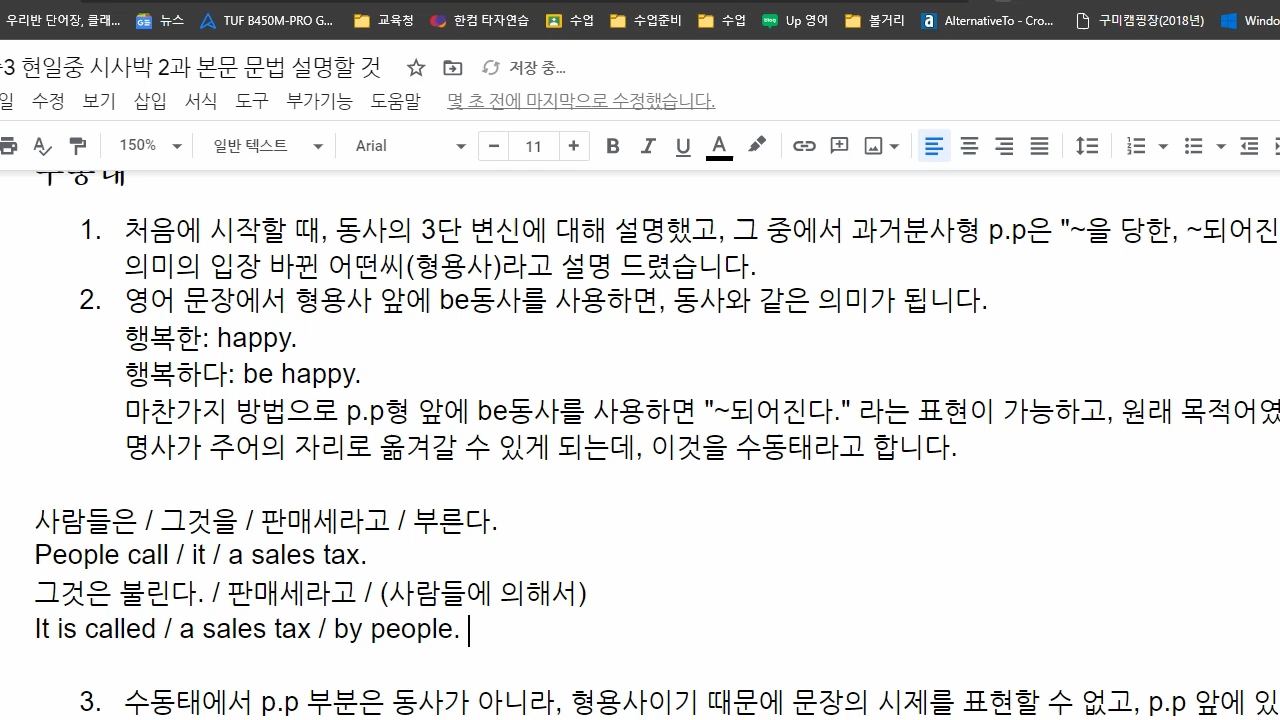 우리반 단어장, 클래... 뉴스 TUF B450M-PRO G... 교육청 한컴 타자연습 수업 수업준비 수업 Up 영어 볼거리 AlternativeTo - Cro... 구미캠핑장(2018년) Windo
3 현일중 시사박 2과 본문 문법 설명할 것 저장 중...
일 수정 보기 삽입 서식 도구 부가기능 도움말 몇 초 전에 마지막으로 수정했습니다.
150% 일반 텍스트 Arial 11 B I U A
수동태
1. 처음에 시작할 때, 동사의 3단 변신에 대해 설명했고, 그 중에서 과거분사형 p.p은 "~을 당한, ~되어진
의미의 입장 바뀐 어떤씨(형용사)라고 설명 드렸습니다.
2. 영어 문장에서 형용사 앞에 be동사를 사용하면, 동사와 같은 의미가 됩니다.
행복한: happy.
행복하다: be happy.
마찬가지 방법으로 p.p형 앞에 be동사를 사용하면 "~되어진다." 라는 표현이 가능하고, 원래 목적어였
명사가 주어의 자리로 옮겨갈 수 있게 되는데, 이것을 수동태라고 합니다.
사람들은 / 그것을 / 판매세라고 / 부른다.
People call / it / a sales tax.
그것은 불린다. / 판매세라고 / (사람들에 의해서)
It is called / a sales tax / by people.
3. 수동태에서 p.p 부분은 동사가 아니라, 형용사이기 때문에 문장의 시제를 표현할 수 없고, p.p 앞에 있